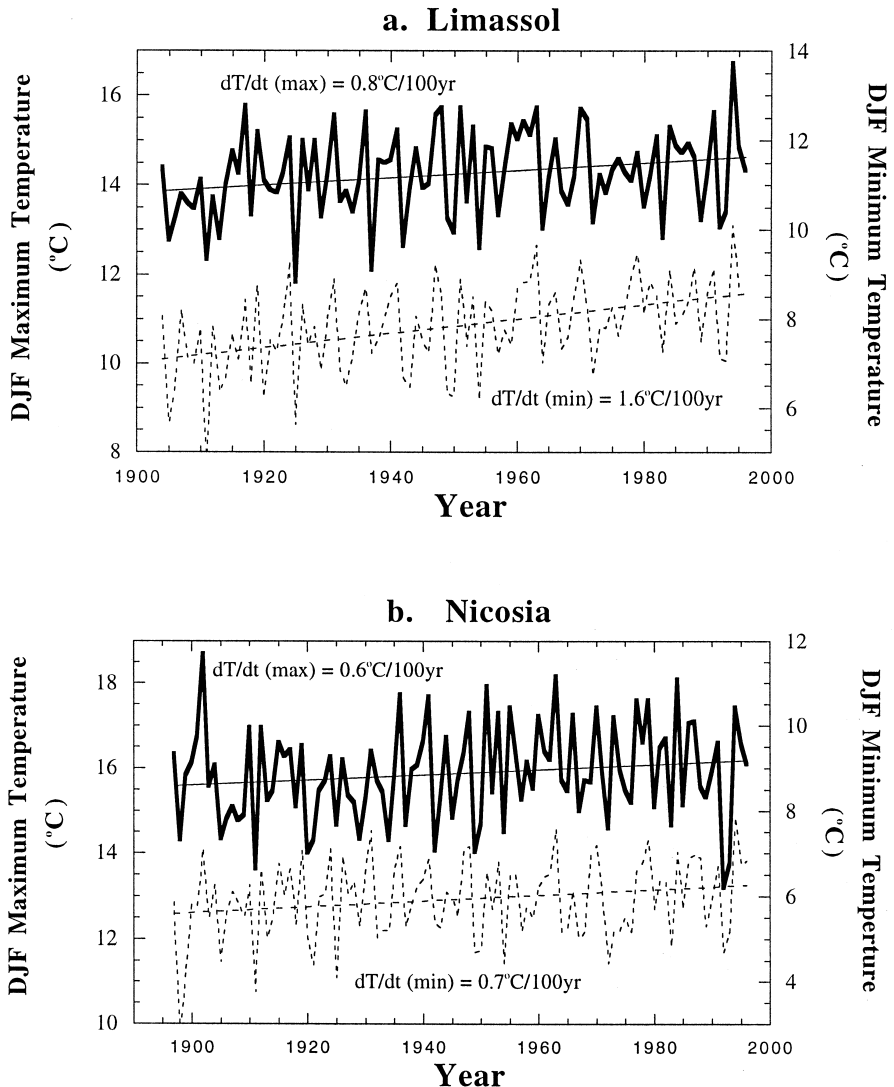 a. Limassol
dT/dt (max) = 0.8°C/100yr
dT/dt (min) = 1.6°C/100yr
DJF Maximum Temperature
(°C)
16
14
12
10
8
14
12
10
8
6
DJF Minimum Temperature
(°C)
1900 1920 1940 1960 1980 2000
Year
b. Nicosia
dT/dt (max) = 0.6°C/100yr
dT/dt (min) = 0.7°C/100yr
DJF Maximum Temperature
(°C)
18
16
14
12
10
12
10
8
6
4
DJF Minimum Temperture
(°C)
1900 1920 1940 1960 1980 2000
Year